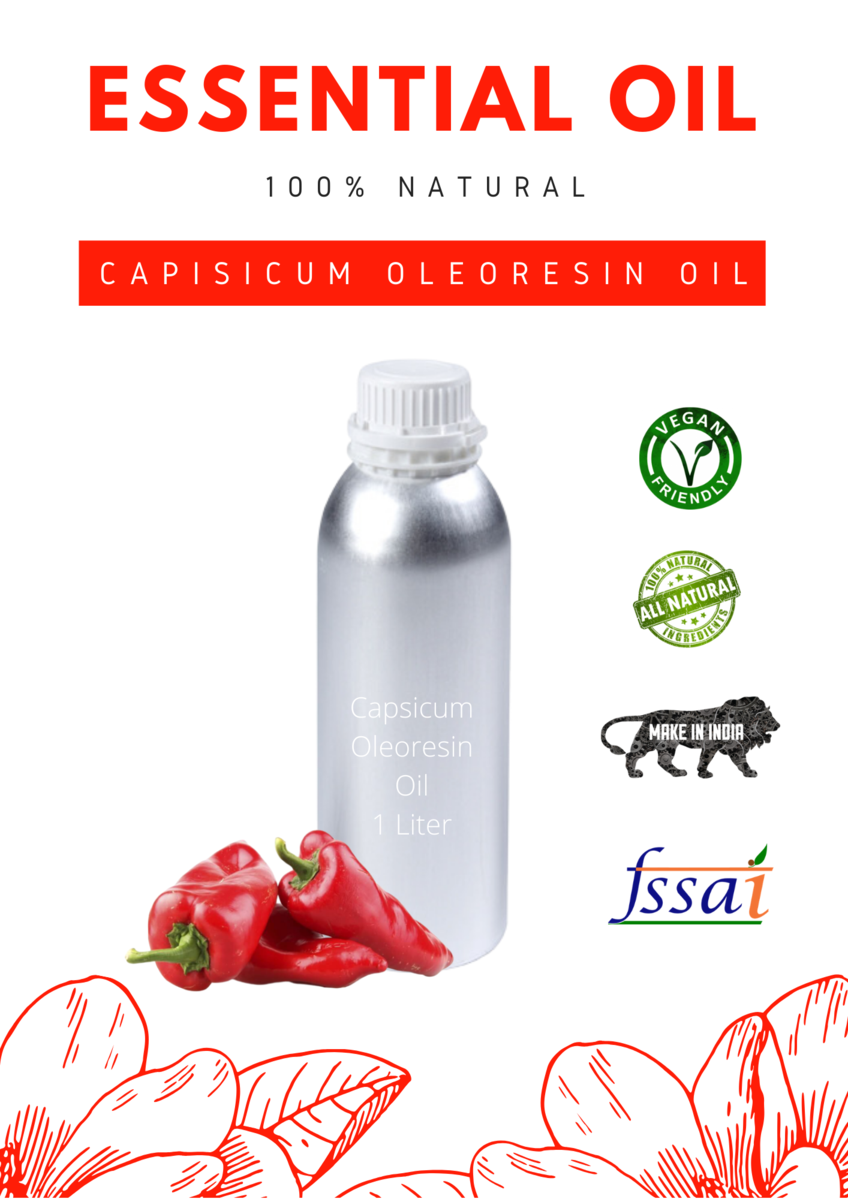 ESSENTIAL OIL
100% NATURAL
CAPISICUM OLEORESIN OIL
VEGAN
FRIENDLY
100% NATURAL
ALL NATURAL
INGREDIENTS
Capsicum
Oleoresin
Oil
1 Liter
MAKE IN INDIA
fssai